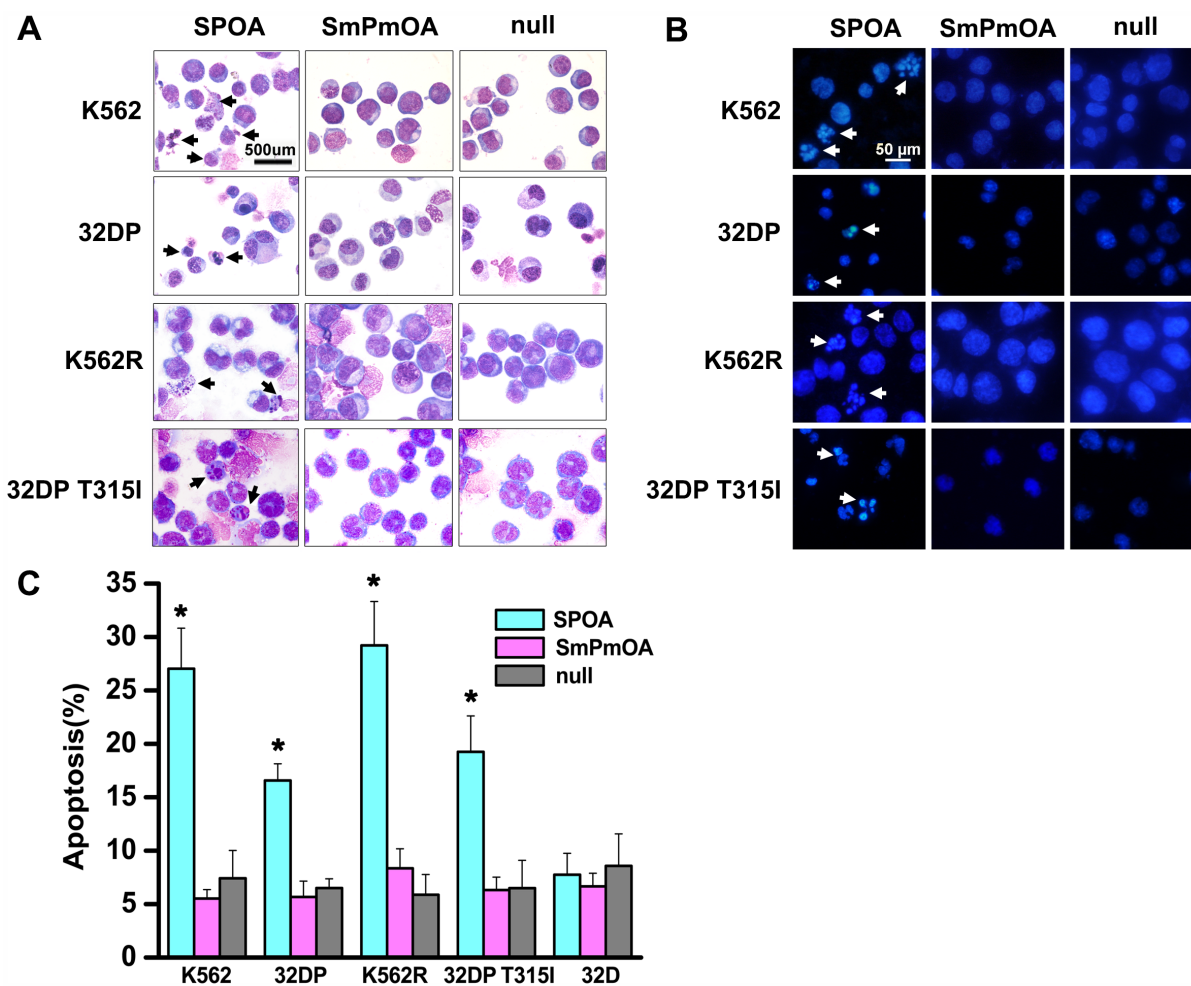 A
SPOA
SmPmOA
null
K562
500um
32DP
K562R
32DP T315I
B
SPOA
SmPmOA
null
K562
50 µm
32DP
K562R
32DP T315I
C
Apoptosis(%)
35
30
25
20
15
10
5
0
*
*
*
*
SPOA
SmPmOA
null
K562
32DP
K562R
32DP T315I
32D